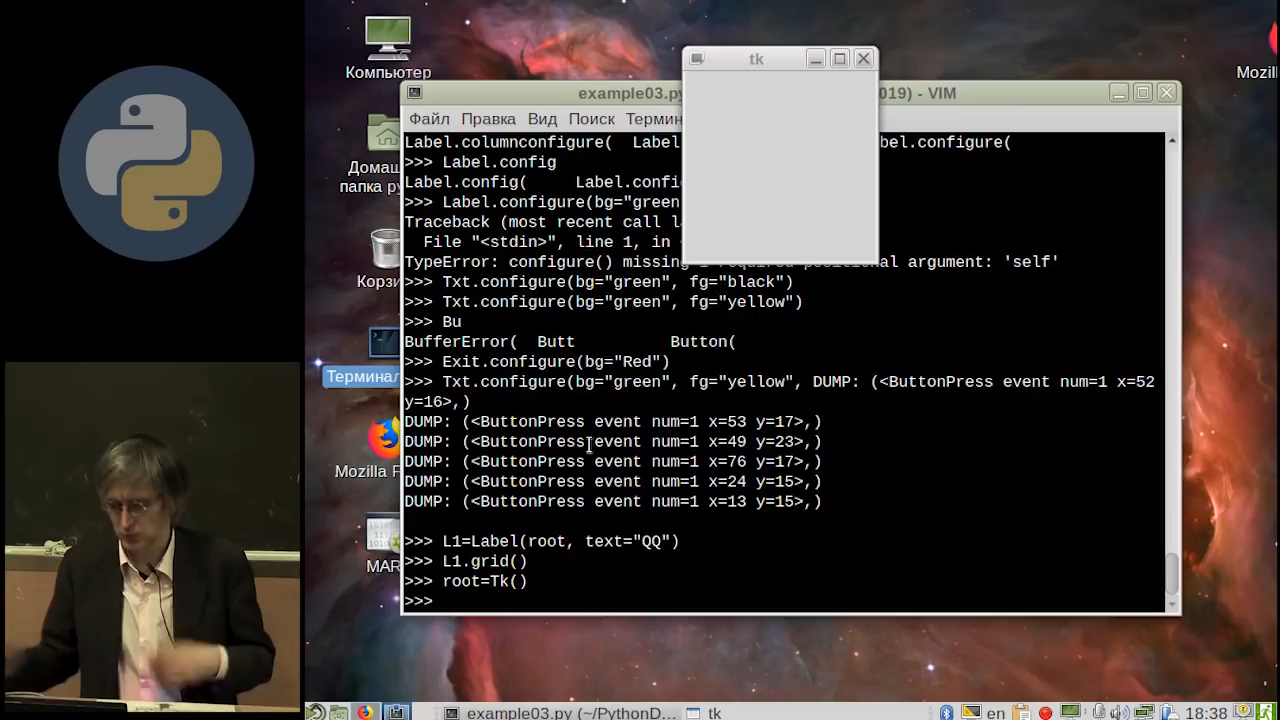 Компьютер
Mozill
tk
example03.py
019) - VIM
Файл Правка Вид Поиск Термин
Label.columnconfigure( Label
bel.configure(
>>> Label.config
Label.config( Label.confi
>>> Label.configure(bg="green
Traceback (most recent call l
File "<stdin>", line 1, in
TypeError: configure() missing 1 required positional argument: 'self'
>>> Txt.configure(bg="green", fg="black")
>>> Txt.configure(bg="green", fg="yellow")
>>> Bu
BufferError( Butt Button(
>>> Exit.configure(bg="Red")
>>> Txt.configure(bg="green", fg="yellow", DUMP: (<ButtonPress event num=1 x=52
y=16>,)
DUMP: (<ButtonPress event num=1 x=53 y=17>,)
DUMP: (<ButtonPress event num=1 x=49 y=23>,)
DUMP: (<ButtonPress event num=1 x=76 y=17>,)
DUMP: (<ButtonPress event num=1 x=24 y=15>,)
DUMP: (<ButtonPress event num=1 x=13 y=15>,)
>>> L1=Label(root, text="QQ")
>>> L1.grid()
>>> root=Tk()
>>>
Домаш
папка ру
Корзи
Терминал
Mozilla F
MAR
example03.py (~/PythonD...
tk
en
18:38